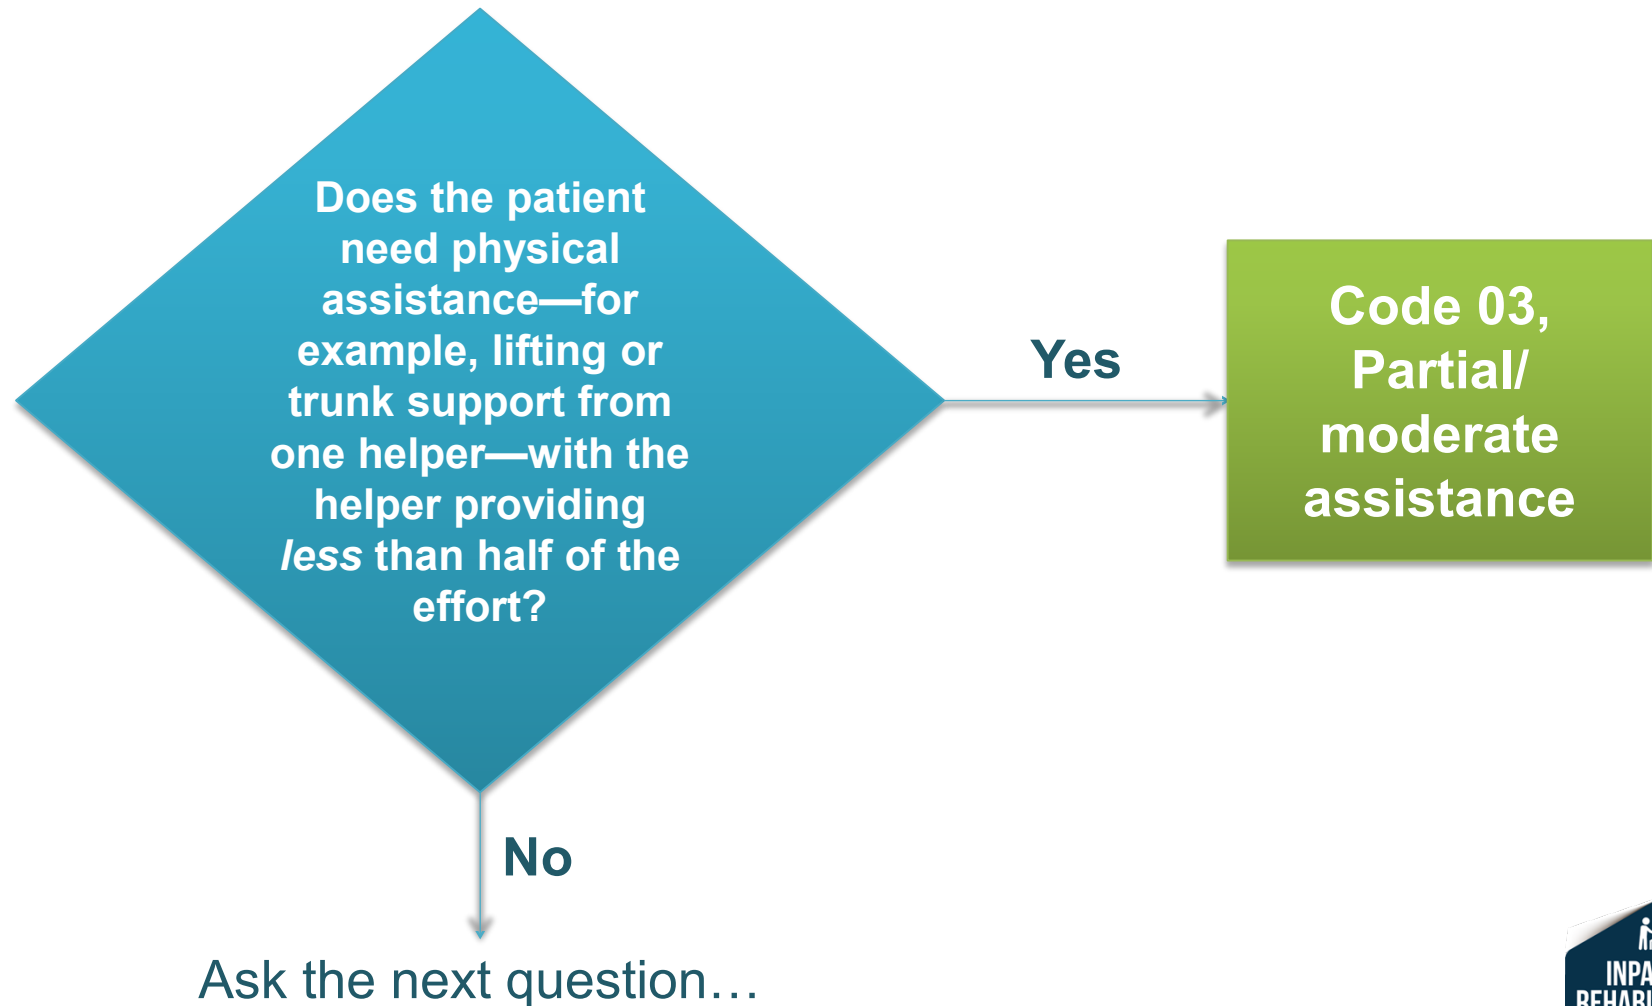 Does the patient
need physical
assistance—for
example, lifting or
trunk support from
one helper—with the
helper providing
less than half of the
effort?
Yes
Code 03,
Partial/
moderate
assistance
No
Ask the next question…
INPA
REHABI